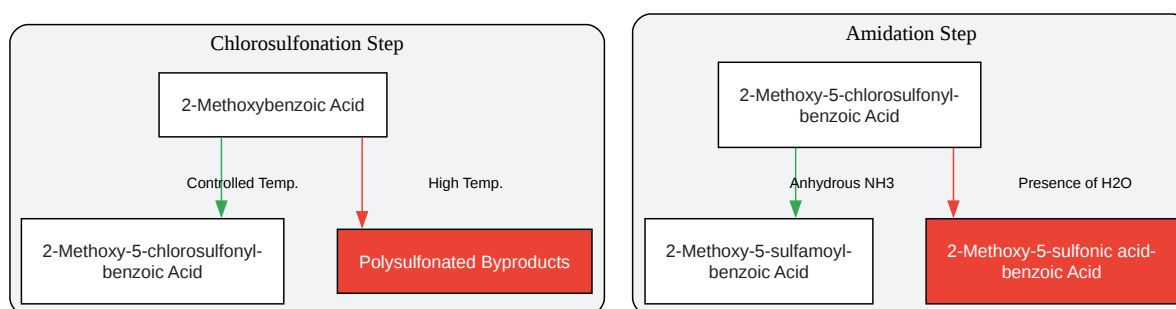 Chlorosulfonation Step
2-Methoxybenzoic Acid
Controlled Temp.
High Temp.
2-Methoxy-5-chlorosulfonyl-
benzoic Acid
Polysulfonated Byproducts
Amidation Step
2-Methoxy-5-chlorosulfonyl-
benzoic Acid
Anhydrous NH3
Presence of H2O
2-Methoxy-5-sulfamoyl-
benzoic Acid
2-Methoxy-5-sulfonic acid-
benzoic Acid